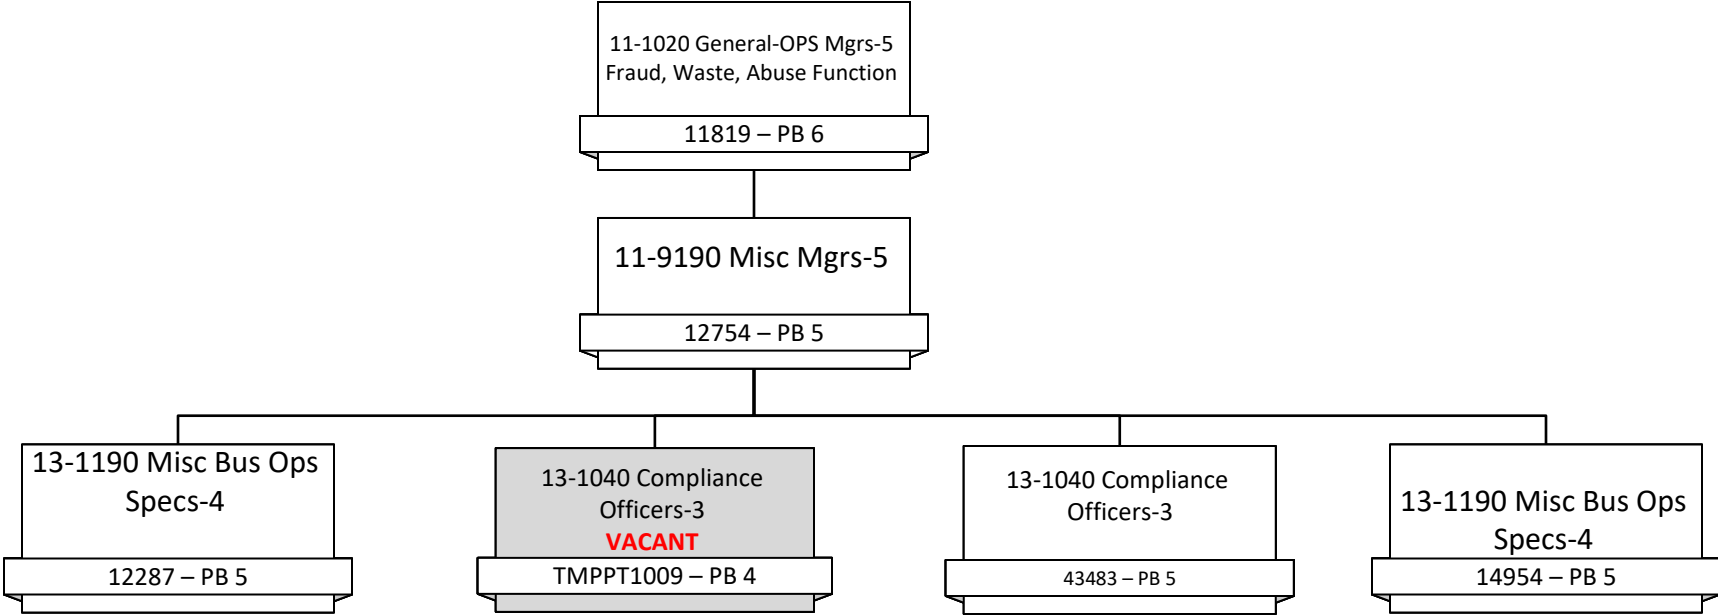 11-1020 General-OPS Mgrs-5
Fraud, Waste, Abuse Function
11819 – PB 6
11-9190 Misc Mgrs-5
12754 – PB 5
13-1190 Misc Bus Ops
Specs-4
12287 – PB 5
13-1040 Compliance
Officers-3
VACANT
TMPPT1009 – PB 4
13-1040 Compliance
Officers-3
43483 – PB 5
13-1190 Misc Bus Ops
Specs-4
14954 – PB 5